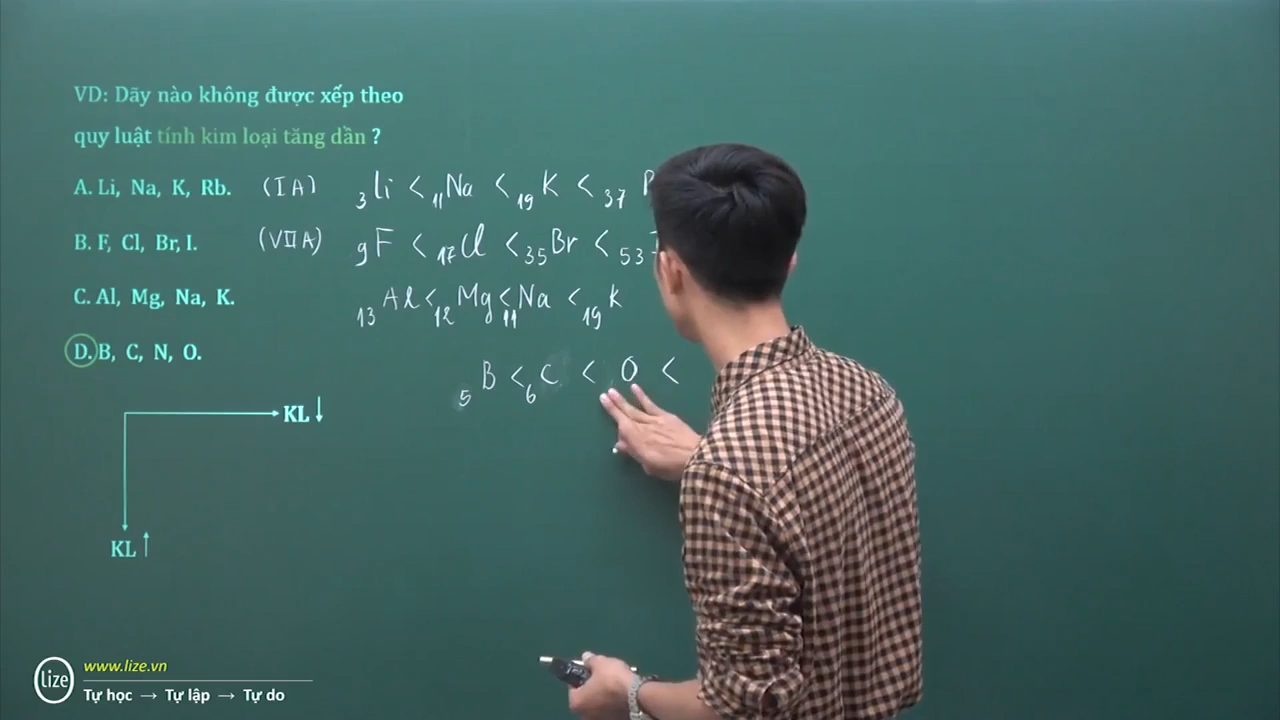 VD: Dãy nào không được xếp theo
quy luật tính kim loại tăng dần ?
A. Li, Na, K, Rb. (IA) 3Li < 11Na < 19K < 37
B. F, Cl, Br, I. (VIIA) 9F < 17Cl < 35Br < 53I
C. Al, Mg, Na, K. 13Al < 12Mg < 11Na < 19K
D. B, C, N, O.
5B < 6C < O <
KL ↓
KL ↑
lize
www.lize.vn
Tự học → Tự lập → Tự do